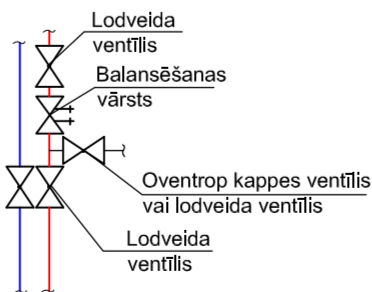 Lodveida
ventīlis
Balansēšanas
vārsts
Oventrop kappes ventīlis
vai lodveida ventīlis
Lodveida
ventīlis